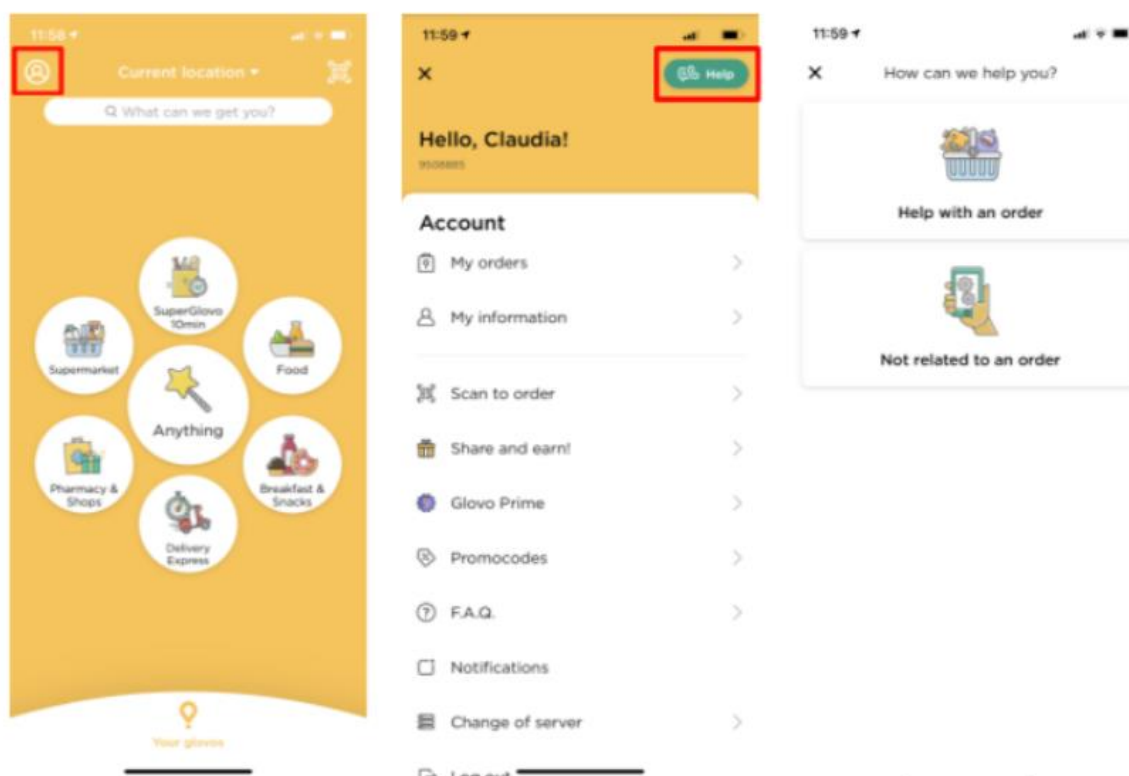 11:58
Current location
What can we get you?
SuperGlovo
10min
Supermarket
Food
Anything
Pharmacy &
Shops
Breakfast &
Snacks
Delivery
Express
Your glovos
11:59
Help
Hello, Claudia!
Account
My orders
My information
Scan to order
Share and earn!
Glovo Prime
Promocodes
F.A.Q.
Notifications
Change of server
Log out
11:59
How can we help you?
Help with an order
Not related to an order